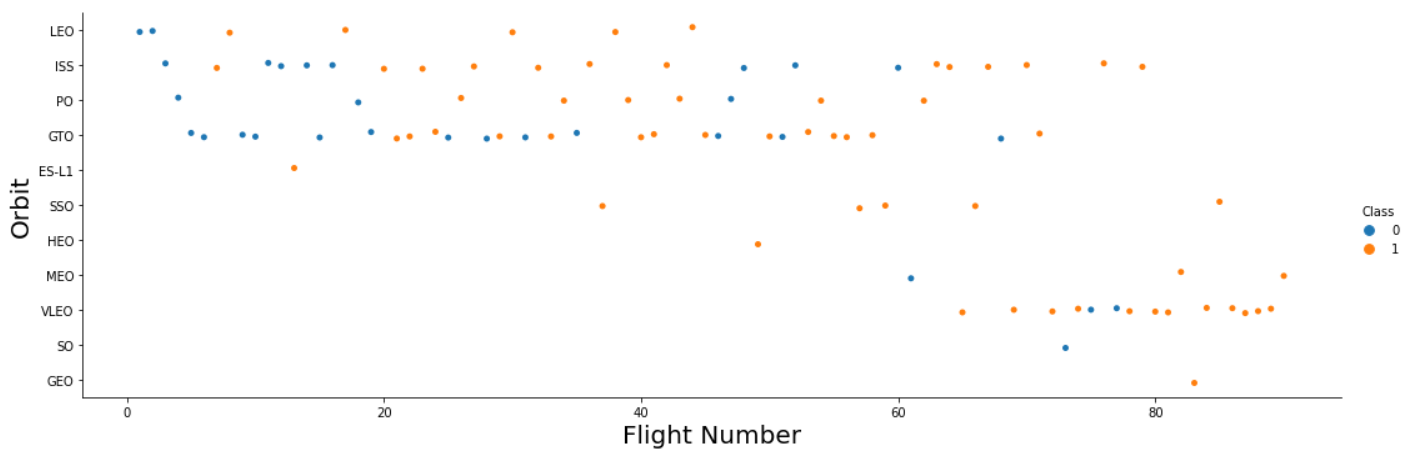 LEO
ISS
PO
GTO
ES-L1
SSO
HEO
MEO
VLEO
SO
GEO
Orbit
0 20 40 60 80
Flight Number
Class
0
1